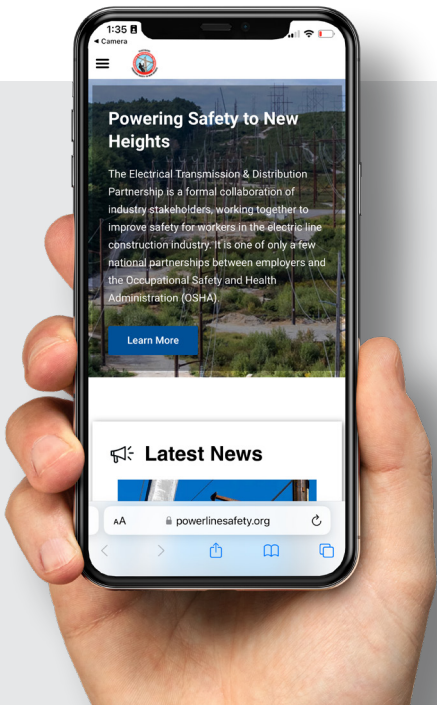 1:35
◀ Camera
Powering Safety to New
Heights
The Electrical Transmission & Distribution
Partnership is a formal collaboration of
industry stakeholders, working together to
improve safety for workers in the electric line
construction industry. It is one of only a few
national partnerships between employers and
the Occupational Safety and Health
Administration (OSHA).
Learn More
Latest News
AA
powerlinesafety.org